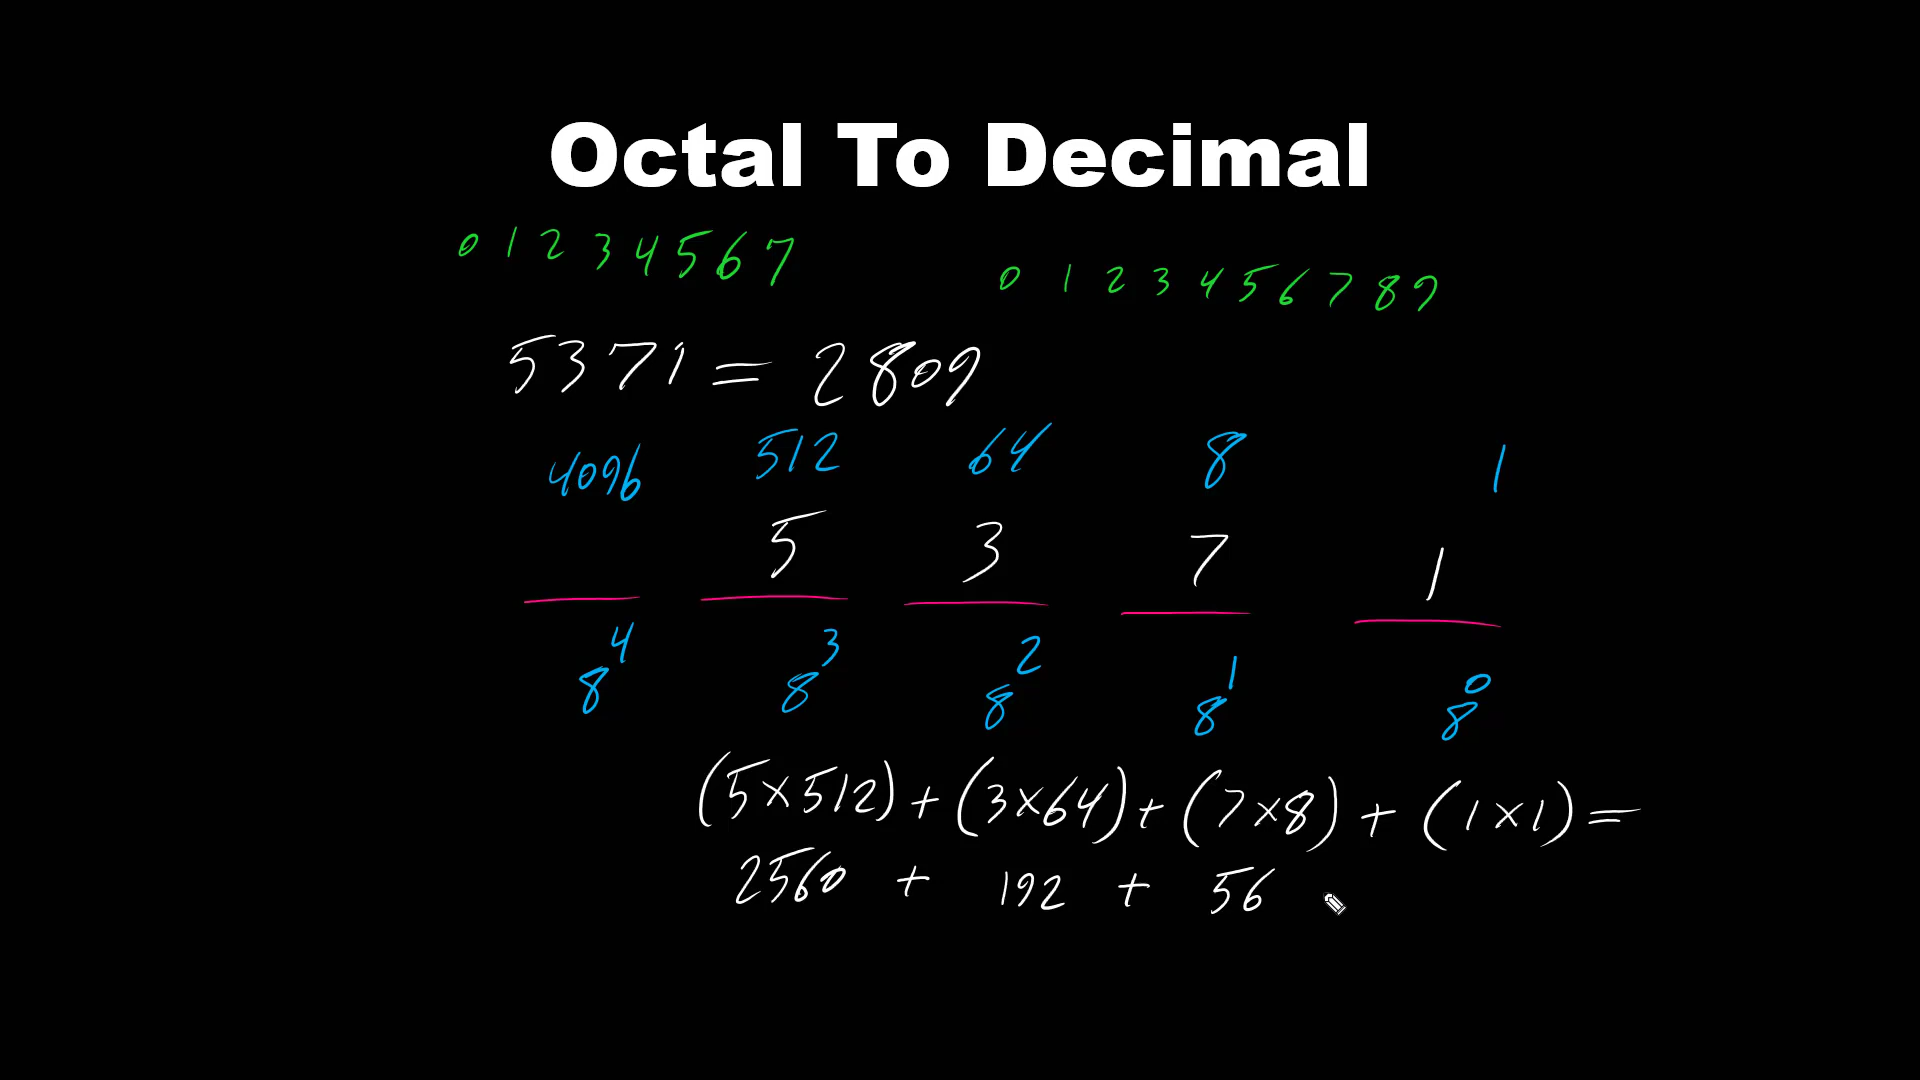 Octal To Decimal
0 1 2 3 4 5 6 7
0 1 2 3 4 5 6 7 8 9
5371 = 2809
4096 512 64 8 1
5 3 7 1
8⁴ 8³ 8² 8¹ 8⁰
(5×512) + (3×64) + (7×8) + (1×1) =
2560 + 192 + 56